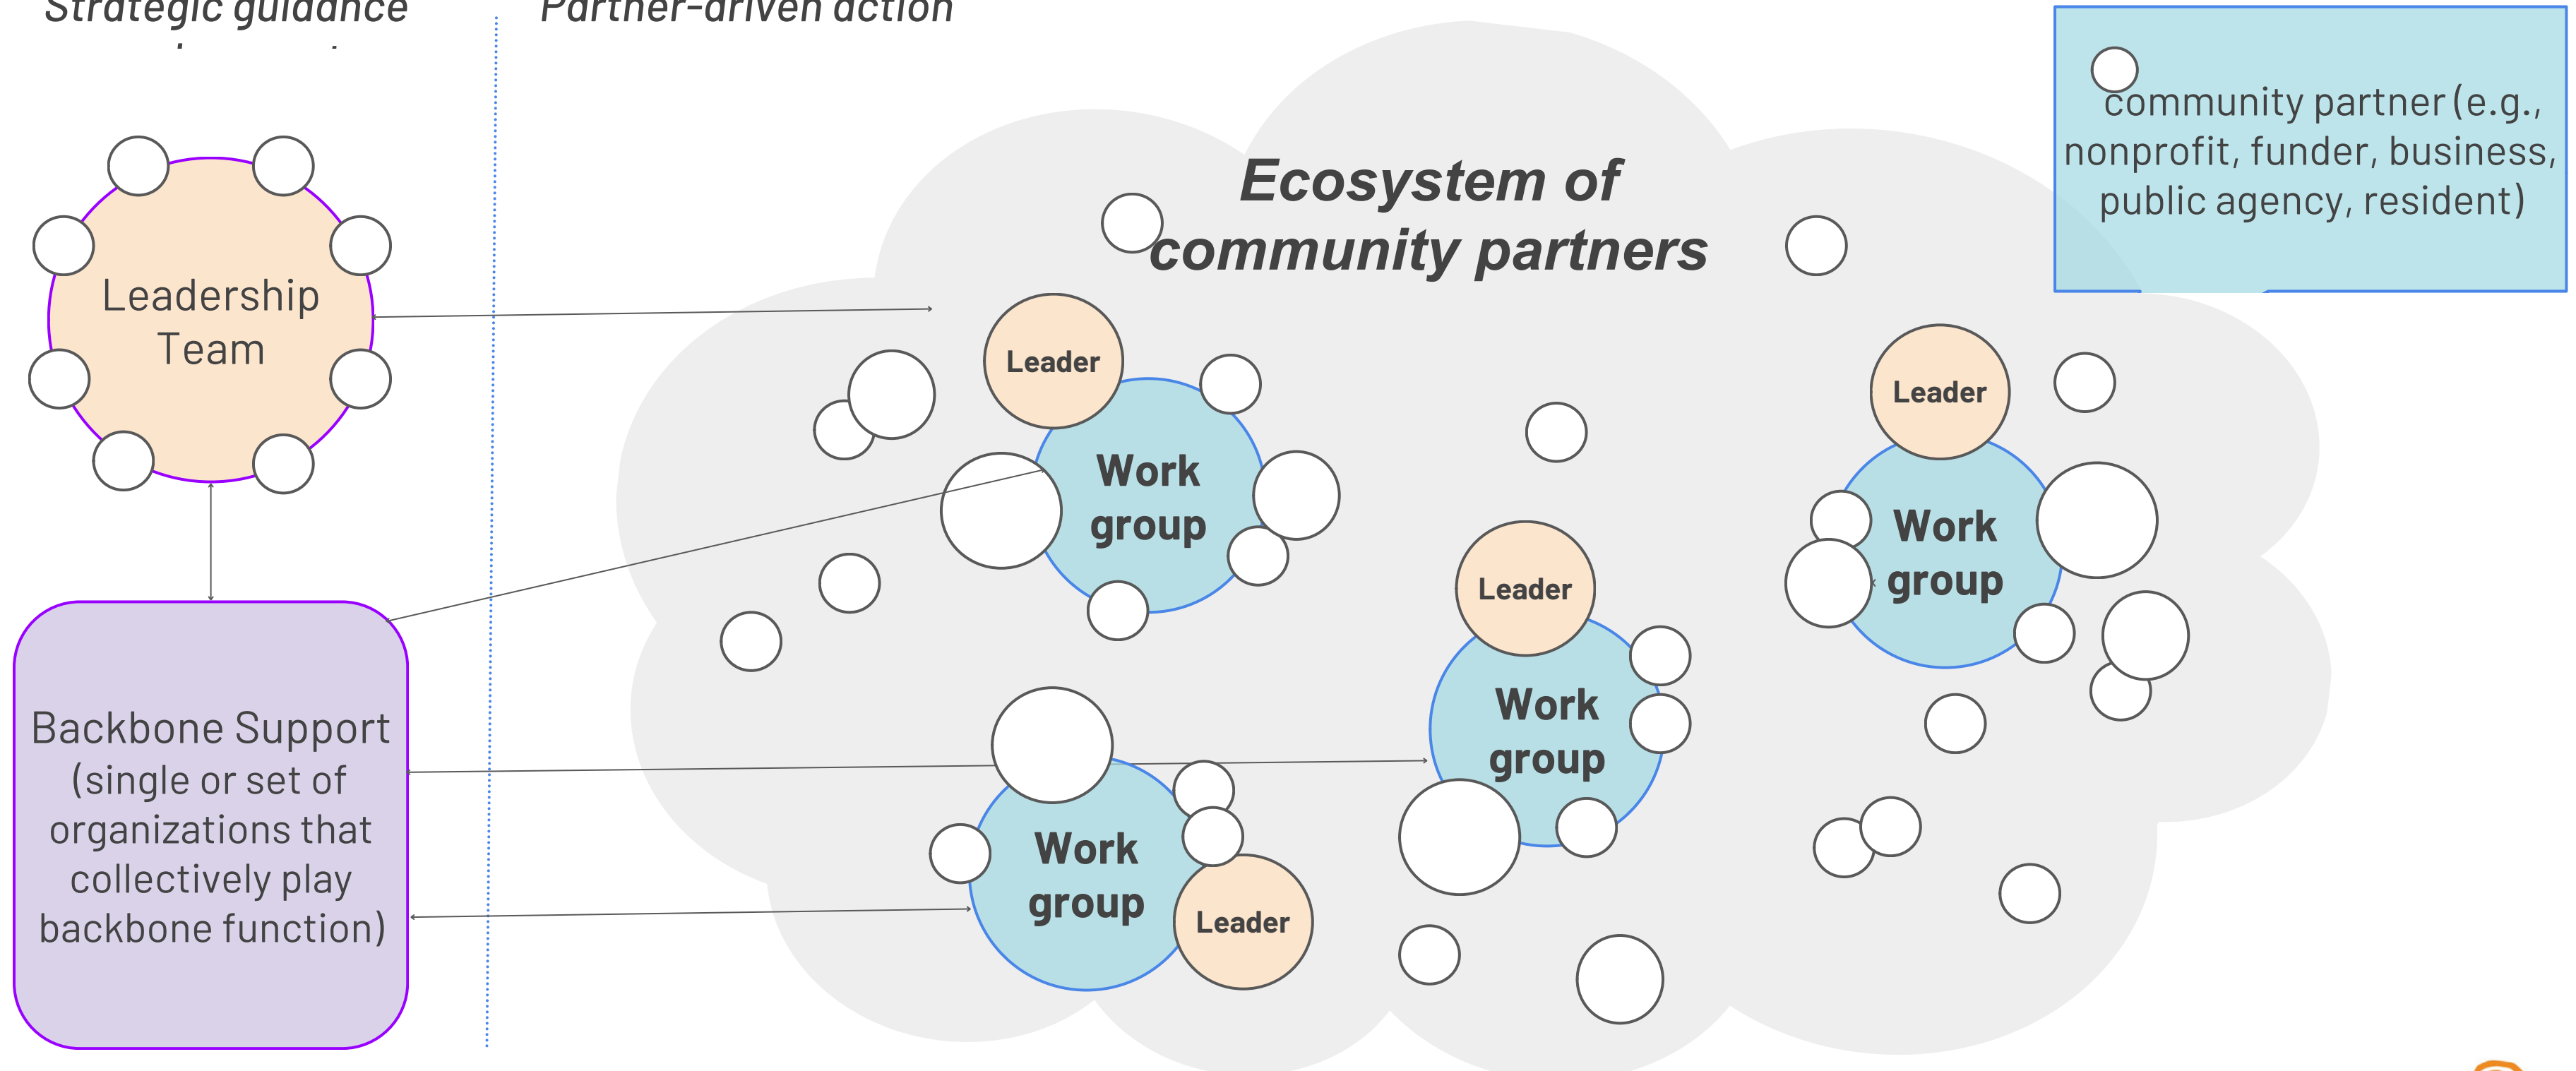 Strategic guidance
Partner-driven action
community partner (e.g.,
nonprofit, funder, business,
public agency, resident)
Ecosystem of
community partners
Leadership
Team
Leader
Work
group
Leader
Work
group
Leader
Work
group
Work
group
Leader
Backbone Support
(single or set of
organizations that
collectively play
backbone function)